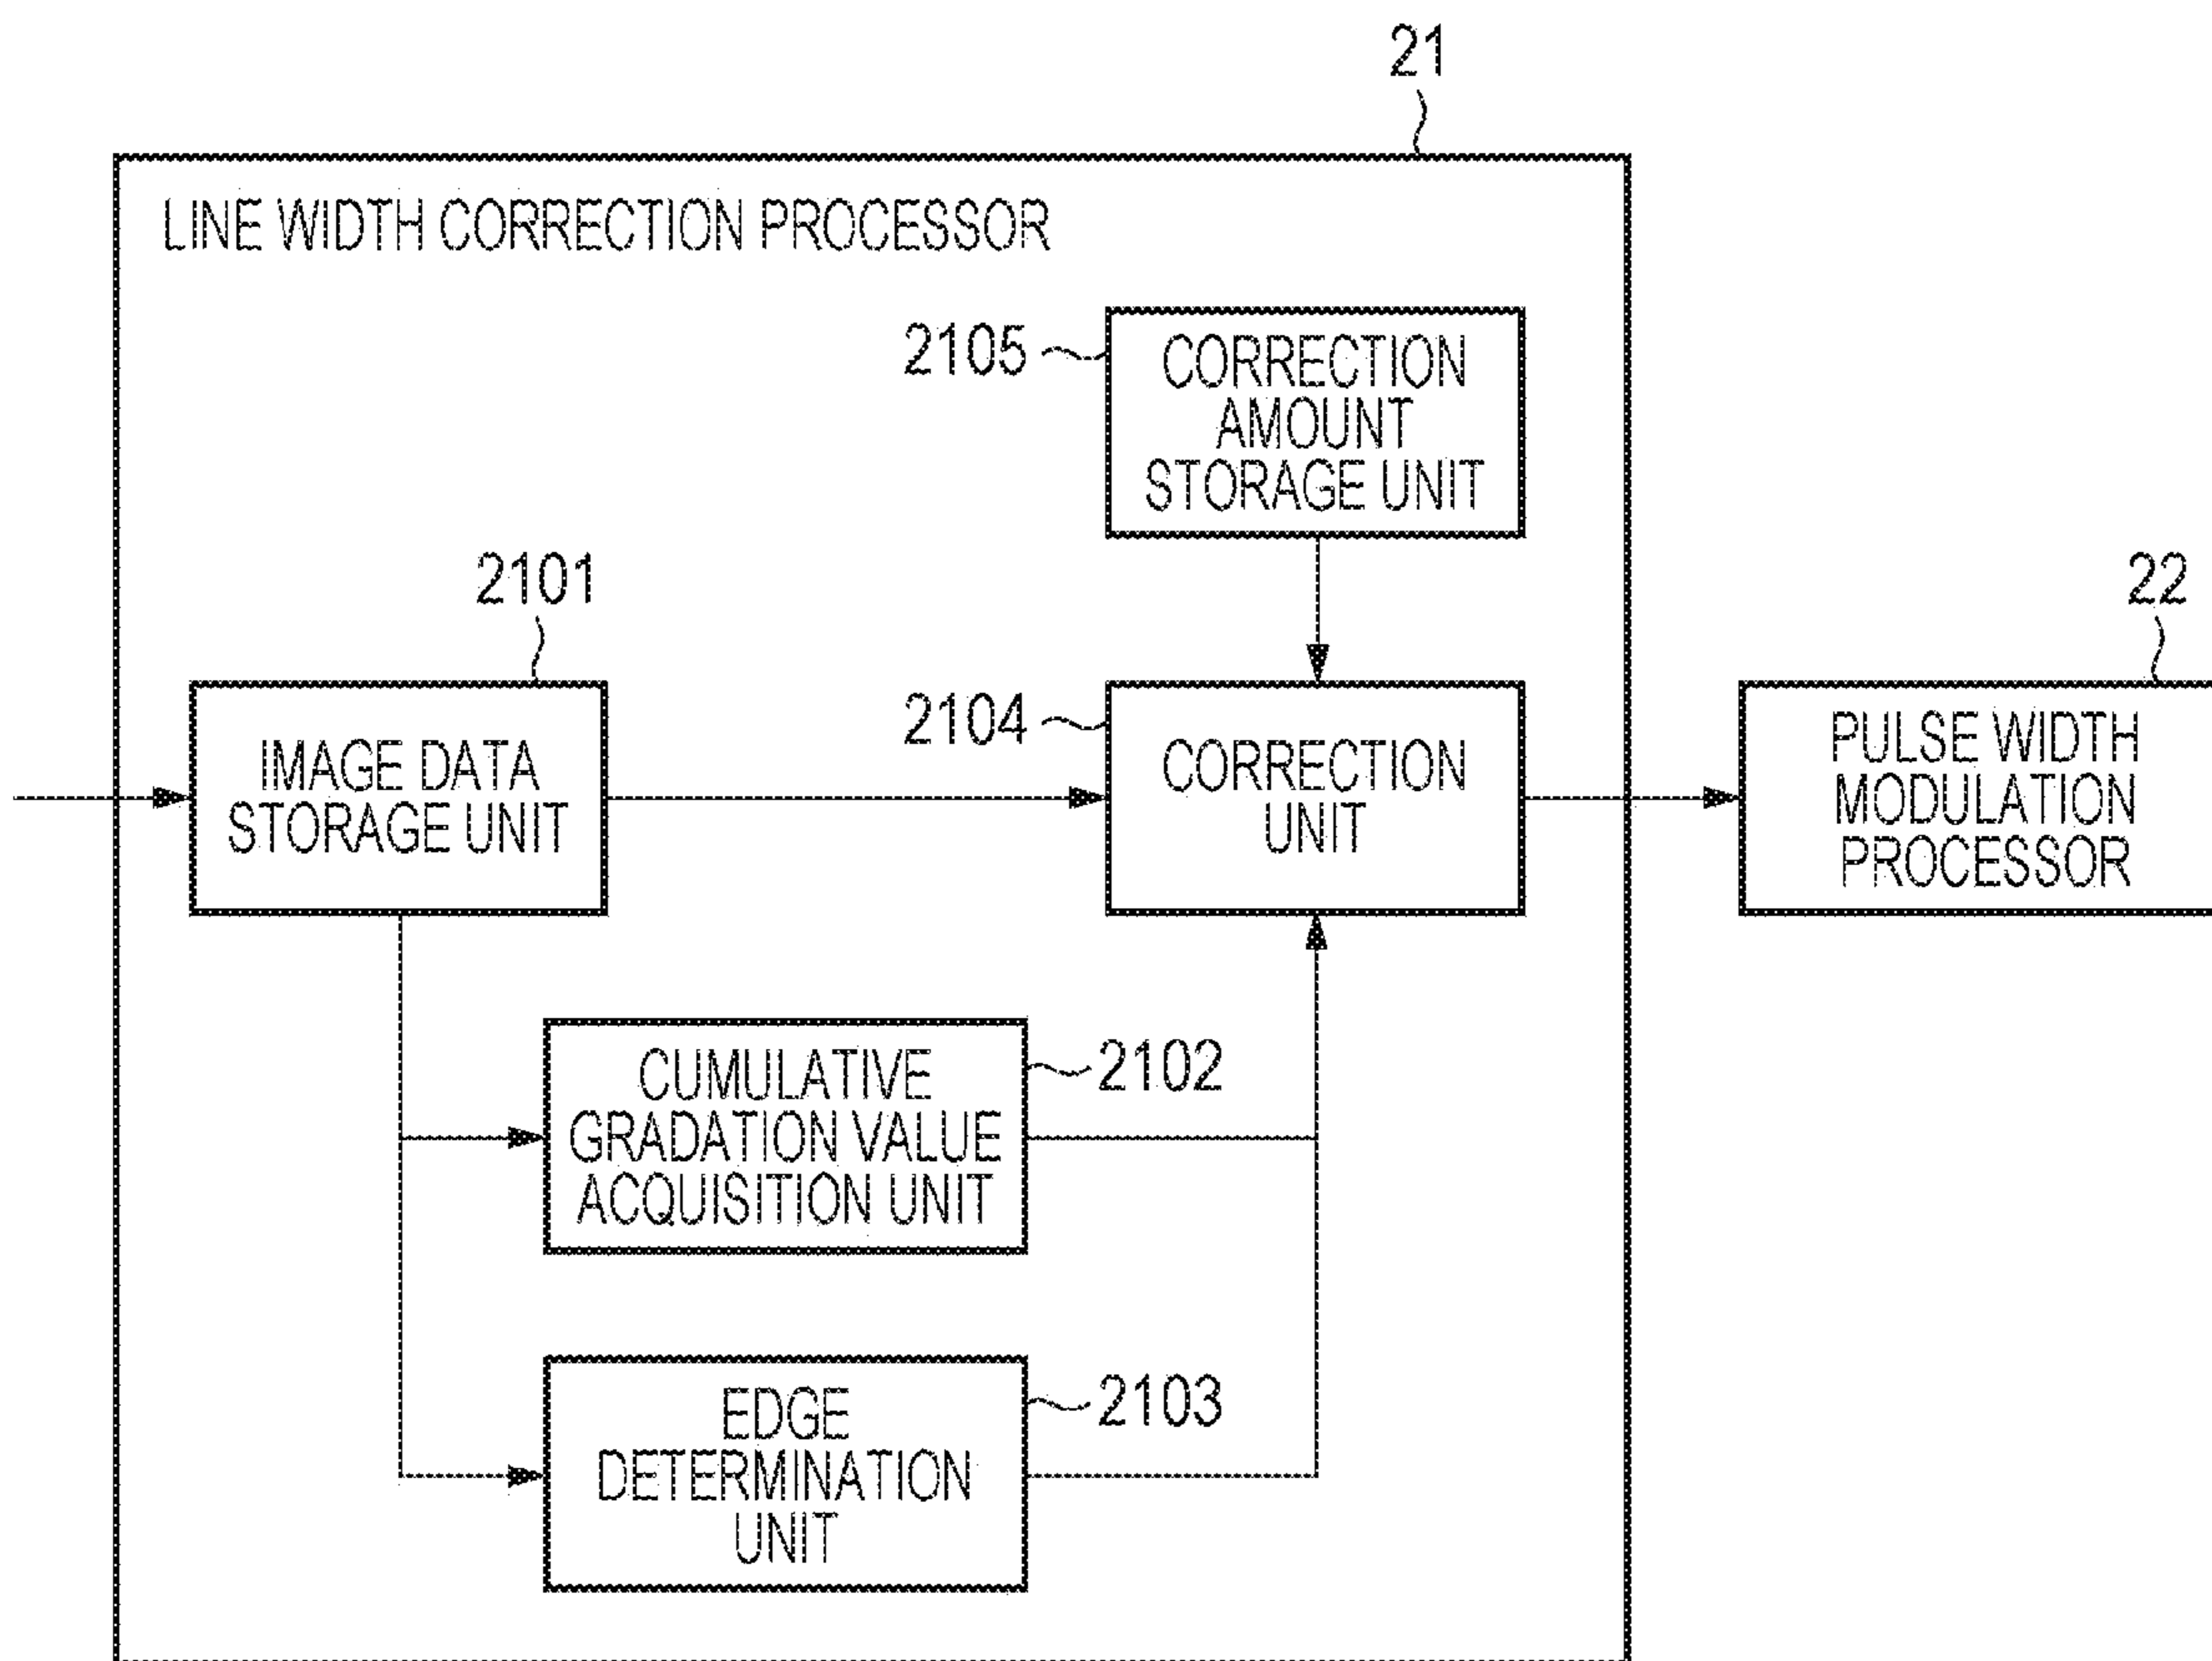 21
LINE WIDTH CORRECTION PROCESSOR
2105
CORRECTION
AMOUNT
STORAGE UNIT
2101
22
2104
IMAGE DATA
STORAGE UNIT
CORRECTION
UNIT
PULSE WIDTH
MODULATION
PROCESSOR
CUMULATIVE
GRADATION VALUE
ACQUISITION UNIT
2102
EDGE
DETERMINATION
UNIT
2103